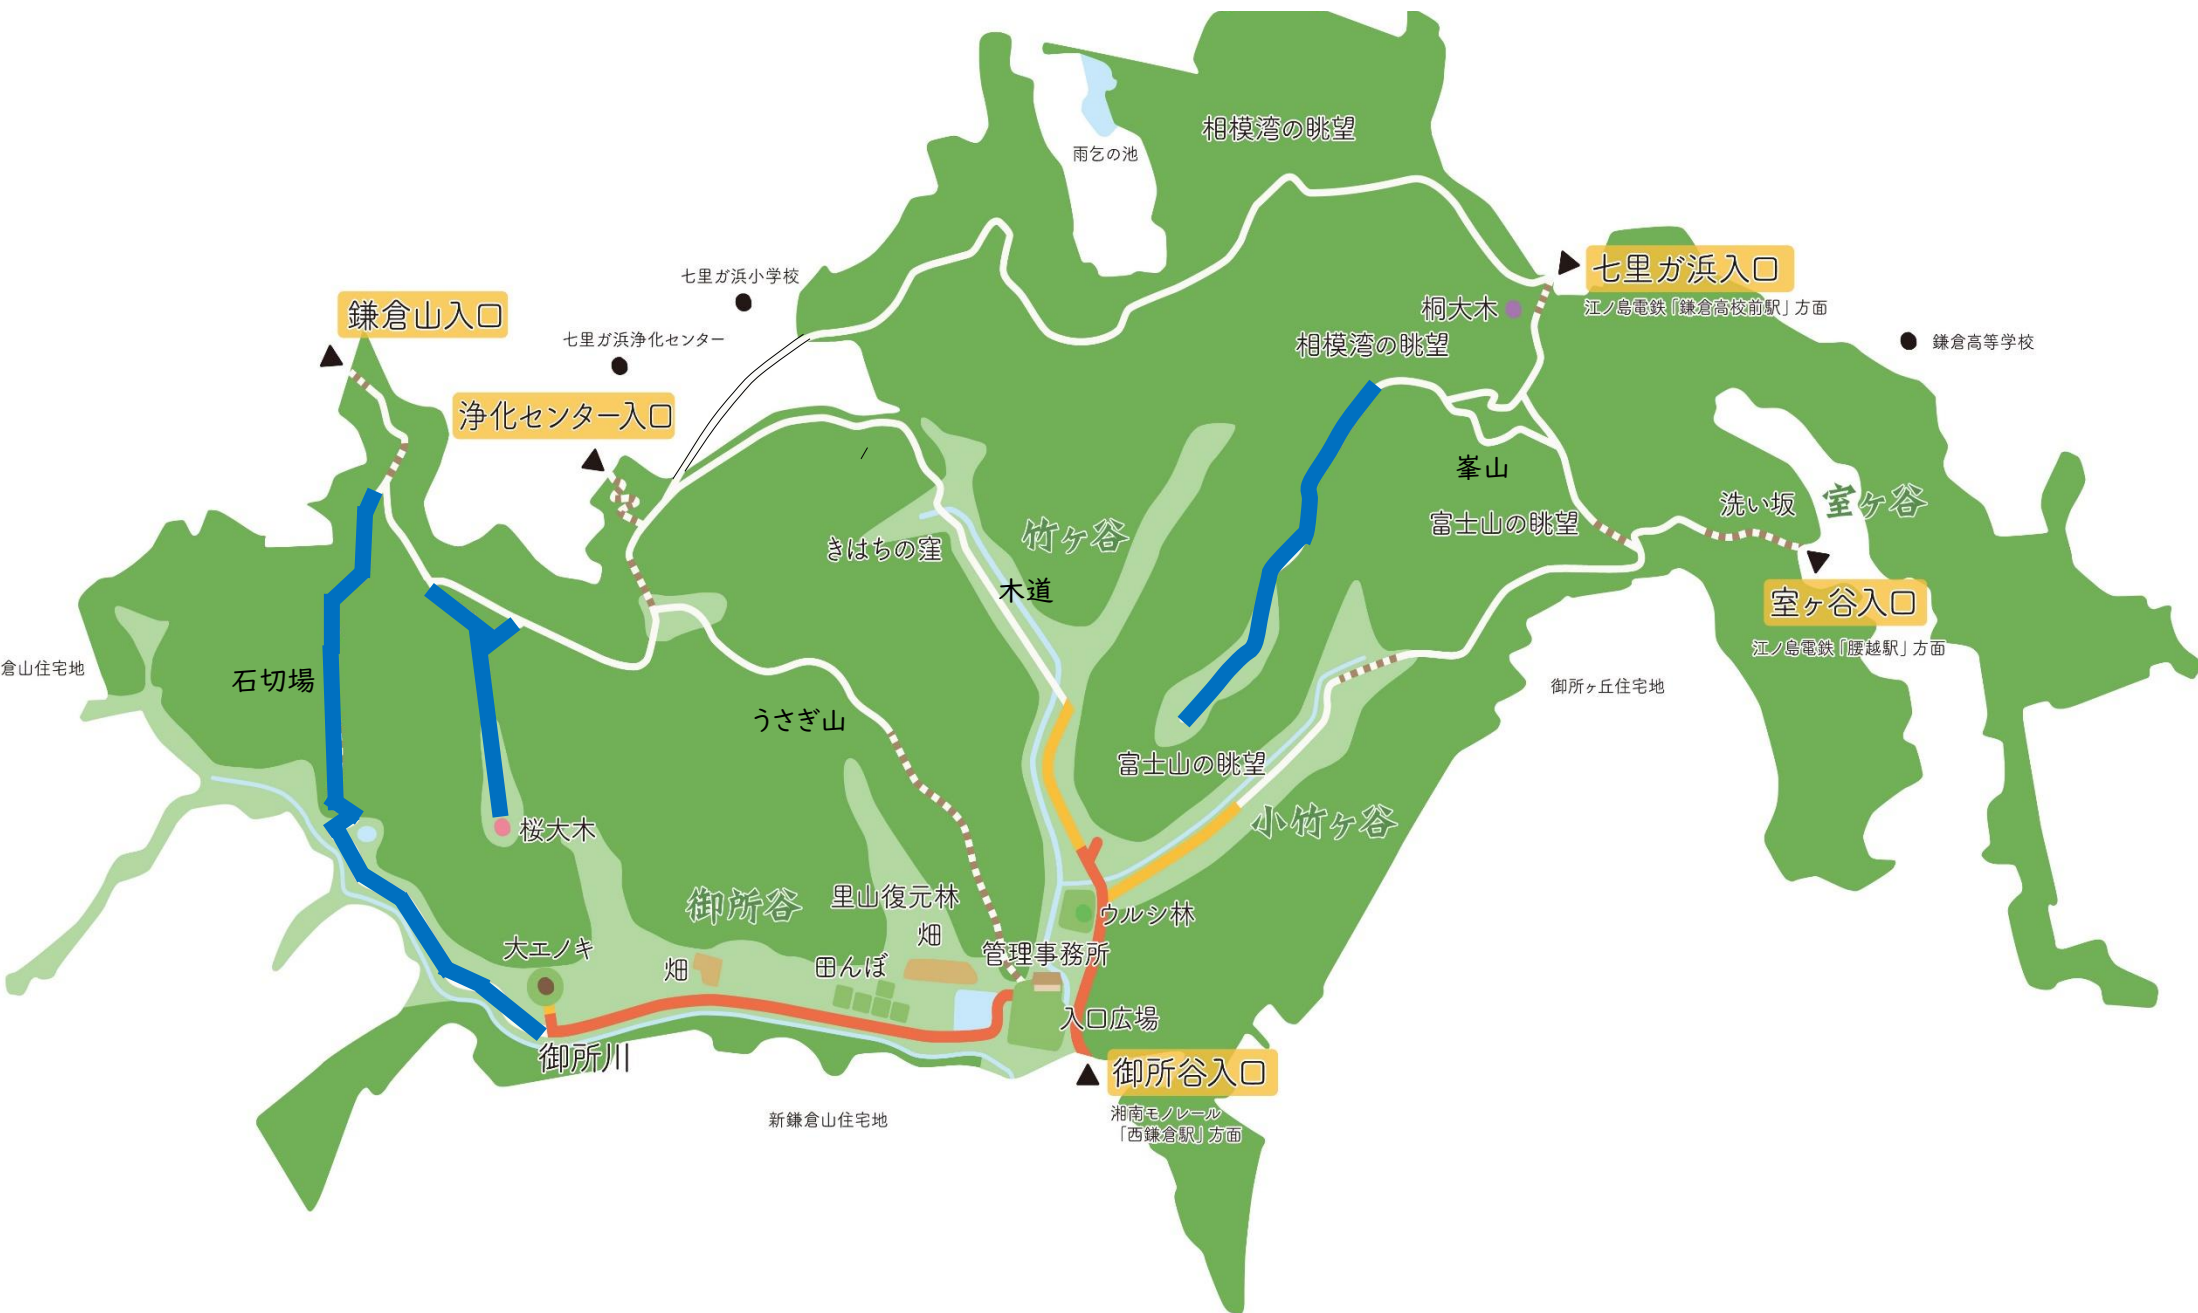 相模湾の眺望
雨乞の池
七里ガ浜入口
江ノ島電鉄「鎌倉高校前駅」方面
七里ガ浜小学校
鎌倉山入口
桐大木
七里ガ浜浄化センター
相模湾の眺望
鎌倉高等学校
浄化センター入口
峯山
洗い坂
室ヶ谷
富士山の眺望
竹ヶ谷
きはちの窪
木道
室ヶ谷入口
江ノ島電鉄「腰越駅」方面
倉山住宅地
石切場
御所ヶ丘住宅地
うさぎ山
富士山の眺望
小竹ヶ谷
桜大木
御所谷
里山復元林
ウルシ林
畑
大エノキ
管理事務所
畑
田んぼ
入口広場
御所川
御所谷入口
湘南モノレール
「西鎌倉駅」方面
新鎌倉山住宅地